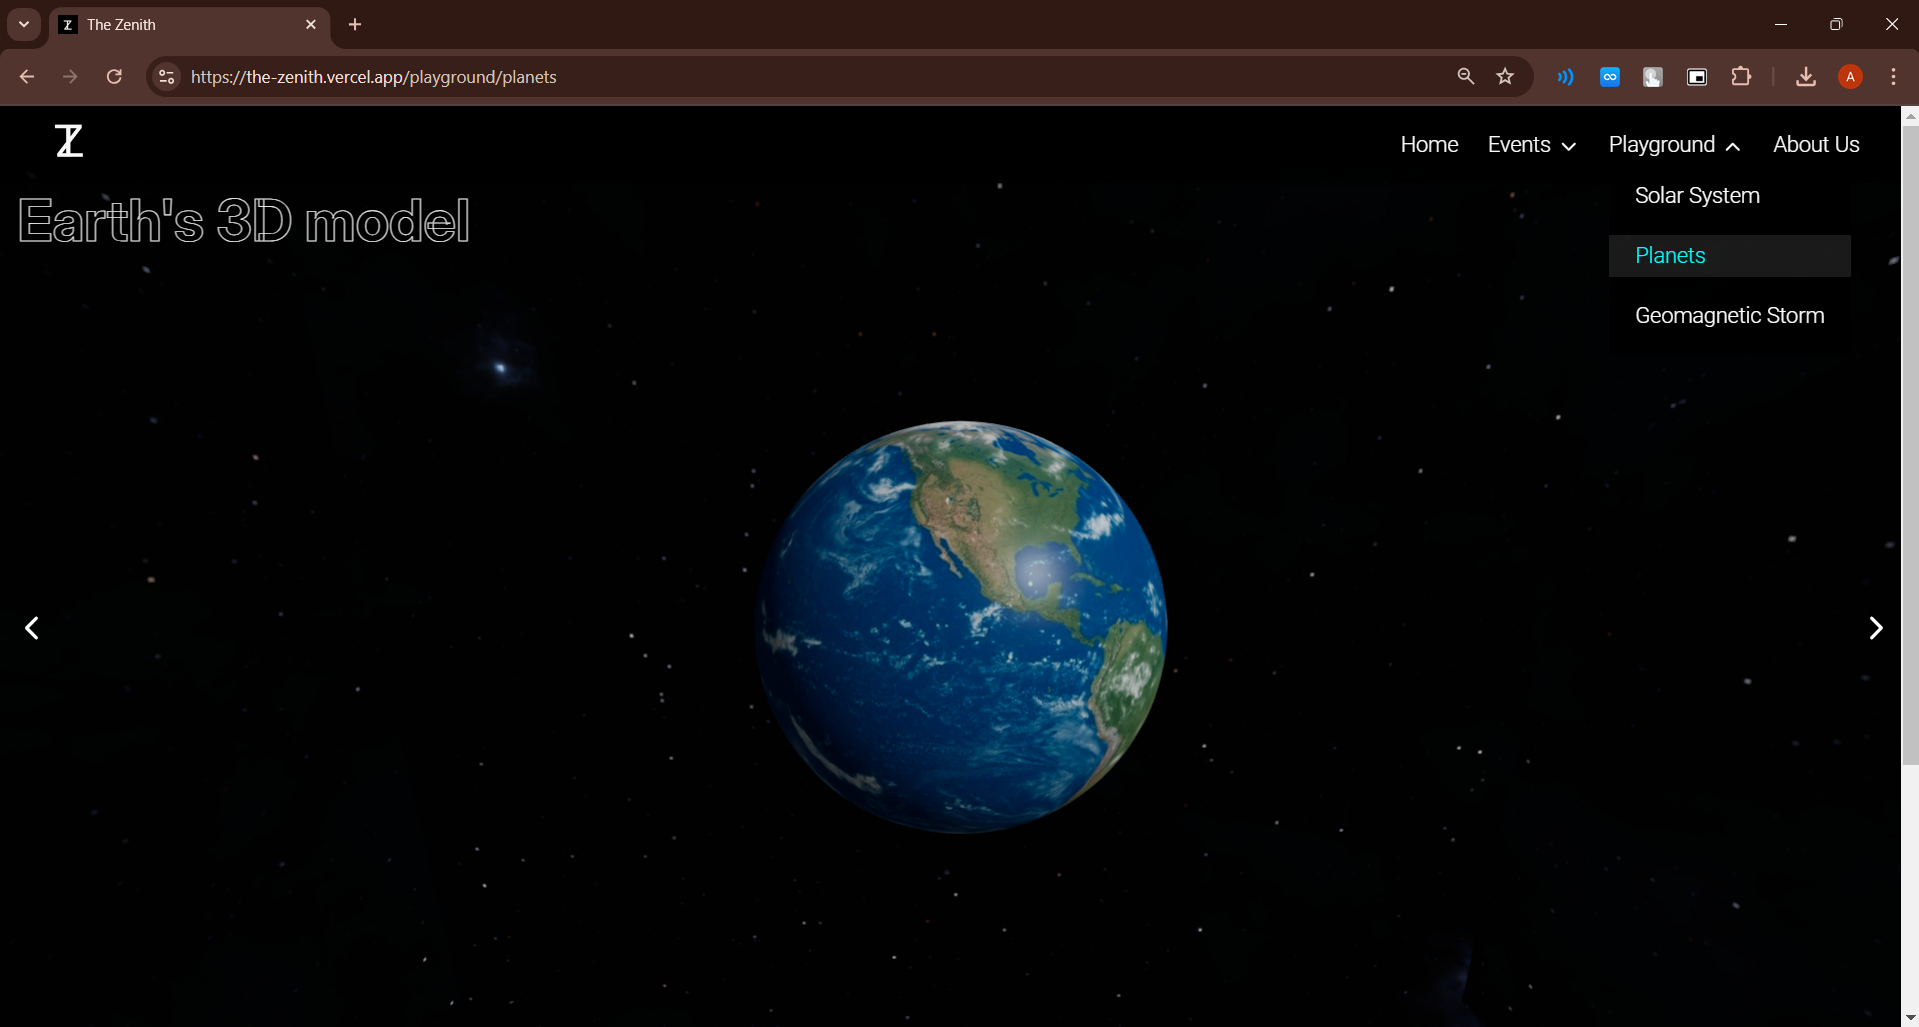 The Zenith
https://the-zenith.vercel.app/playground/planets
A
Z
Home Events Playground About Us
Earth's 3D model
Solar System
Planets
Geomagnetic Storm